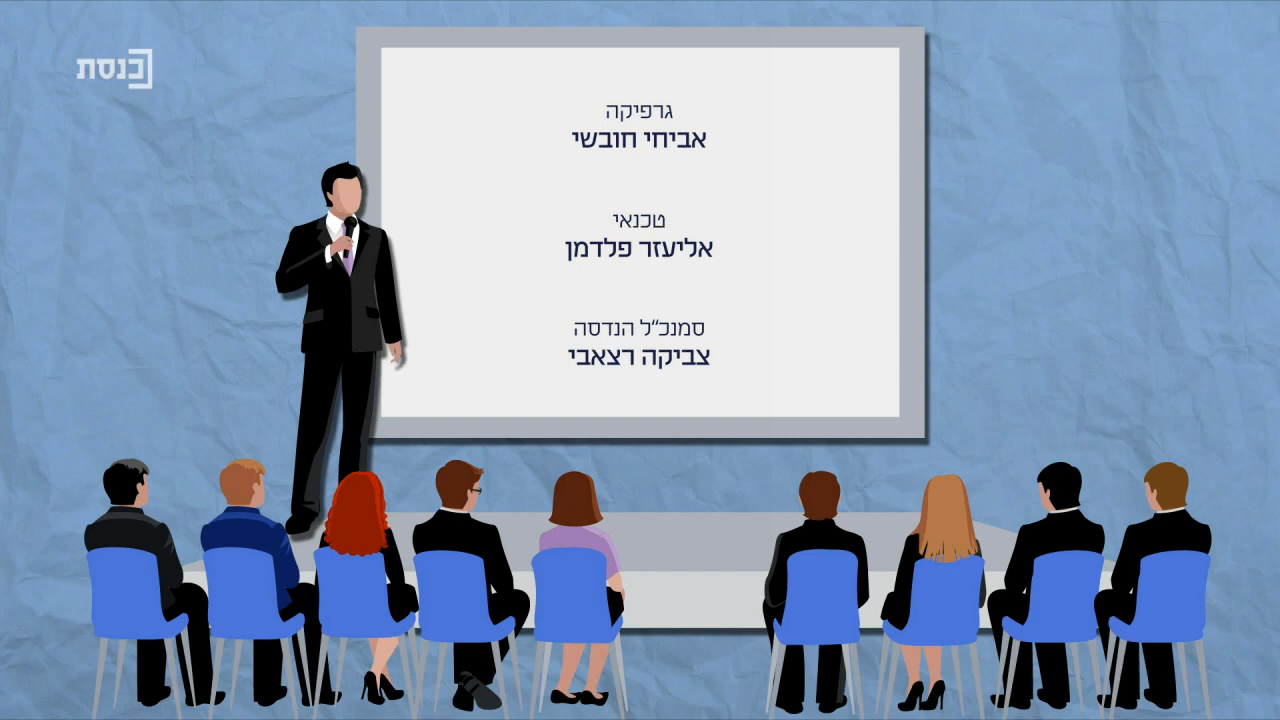 כנסת
גרפיקה
אביחי חובשי
טכנאי
אליעזר פלדמן
סמנכ"ל הנדסה
צביקה רצאבי